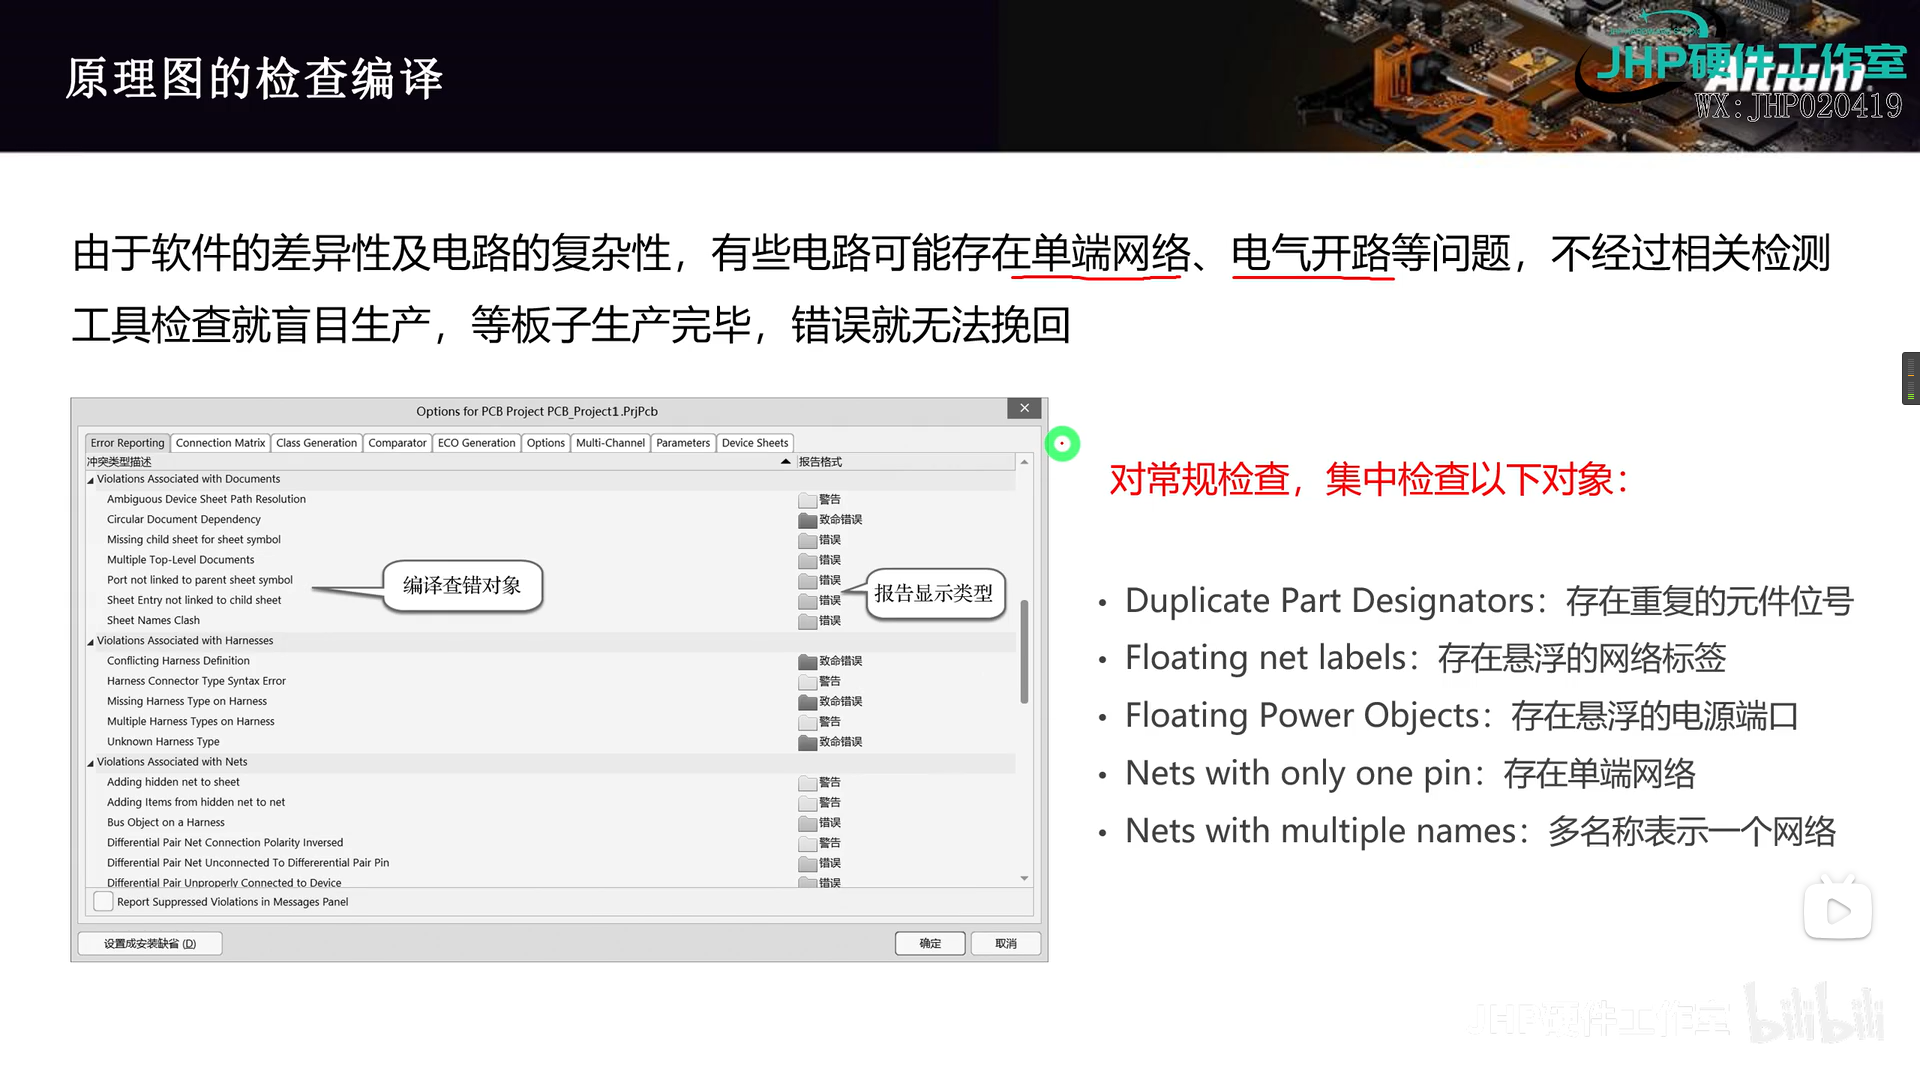 原理图的检查编译
JHP硬件工作室
Altium
WX:JHP020419
由于软件的差异性及电路的复杂性，有些电路可能存在单端网络、电气开路等问题，不经过相关检测
工具检查就盲目生产，等板子生产完毕，错误就无法挽回
Options for PCB Project PCB_Project1.PrjPcb
Error Reporting Connection Matrix Class Generation Comparator ECO Generation Options Multi-Channel Parameters Device Sheets
冲突类型描述 报告格式
Violations Associated with Documents
Ambiguous Device Sheet Path Resolution 警告
Circular Document Dependency 致命错误
Missing child sheet for sheet symbol 错误
Multiple Top-Level Documents 错误
Port not linked to parent sheet symbol 错误
Sheet Entry not linked to child sheet 错误
Sheet Names Clash 错误
编译查错对象
报告显示类型
Violations Associated with Harnesses
Conflicting Harness Definition 致命错误
Harness Connector Type Syntax Error 警告
Missing Harness Type on Harness 致命错误
Multiple Harness Types on Harness 警告
Unknown Harness Type 致命错误
Violations Associated with Nets
Adding hidden net to sheet 警告
Adding Items from hidden net to net 警告
Bus Object on a Harness 错误
Differential Pair Net Connection Polarity Inversed 警告
Differential Pair Net Unconnected To Differerential Pair Pin 错误
Differential Pair Unproperly Connected to Device 错误
Report Suppressed Violations in Messages Panel
设置成安装缺省 (D) 确定 取消
对常规检查，集中检查以下对象：
• Duplicate Part Designators：存在重复的元件位号
• Floating net labels：存在悬浮的网络标签
• Floating Power Objects：存在悬浮的电源端口
• Nets with only one pin：存在单端网络
• Nets with multiple names：多名称表示一个网络
JHP硬件工作室 bilibili